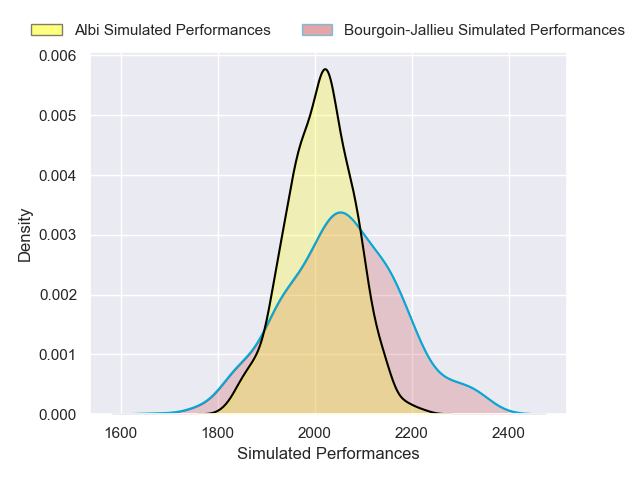 Albi Simulated Performances Bourgoin-Jallieu Simulated Performances
0.006
0.005
0.004
0.003
0.002
0.001
0.000
Density
1600 1800 2000 2200 2400
Simulated Performances